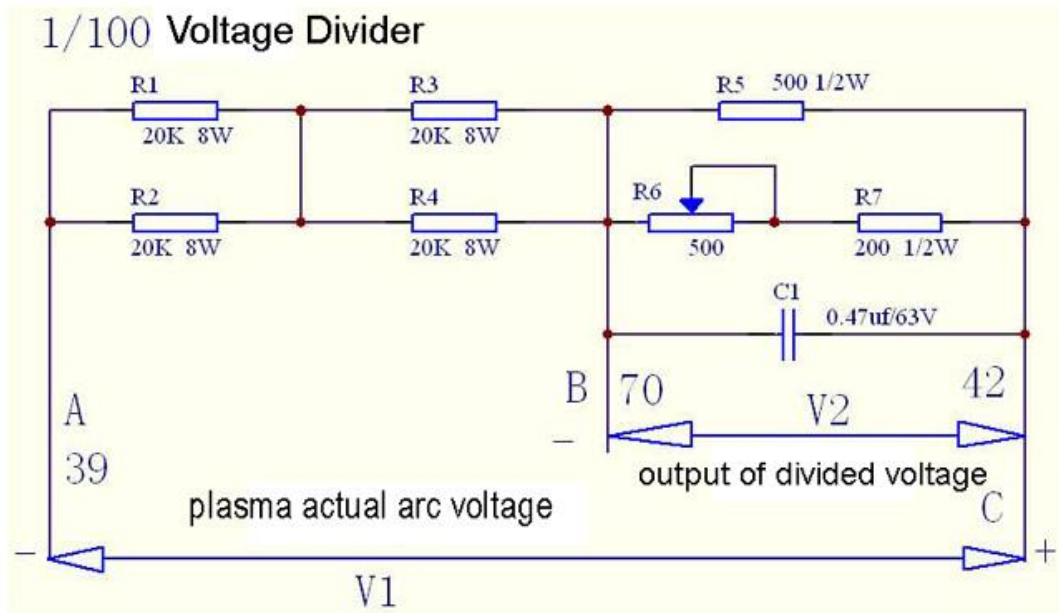 1/100 Voltage Divider
R1
R3
R5 500 1/2W
20K 8W
20K 8W
R2
R4
R6
R7
20K 8W
20K 8W
500
200 1/2W
C1
0.47uf/63V
A
B
70
42
V2
-
39
output of divided voltage
plasma actual arc voltage
C
-
+
V1